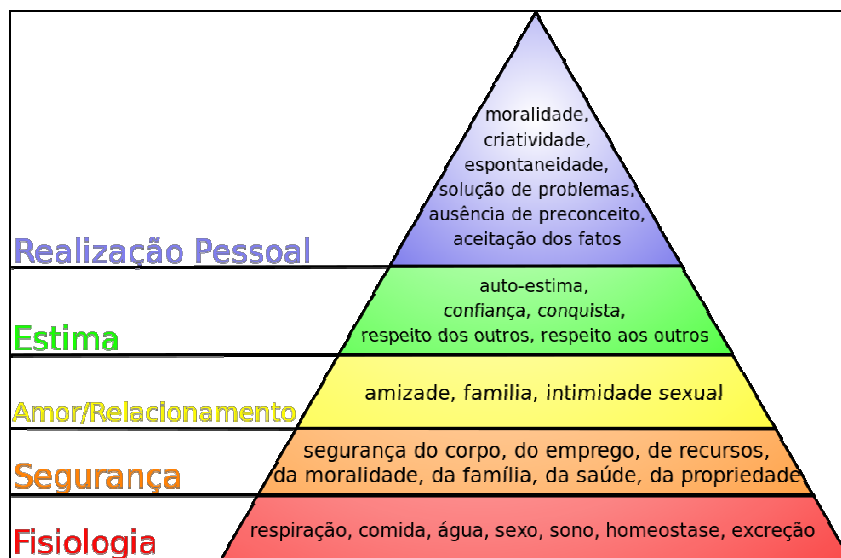 moralidade,
criatividade,
espontaneidade,
solução de problemas,
ausência de preconceito,
aceitação dos fatos
Realização Pessoal
auto-estima,
confiança, conquista,
respeito dos outros, respeito aos outros
Estima
amizade, família, intimidade sexual
Amor/Relacionamento
segurança do corpo, do emprego, de recursos,
da moralidade, da família, da saúde, da propriedade
Segurança
respiração, comida, água, sexo, sono, homeostase, excreção
Fisiologia